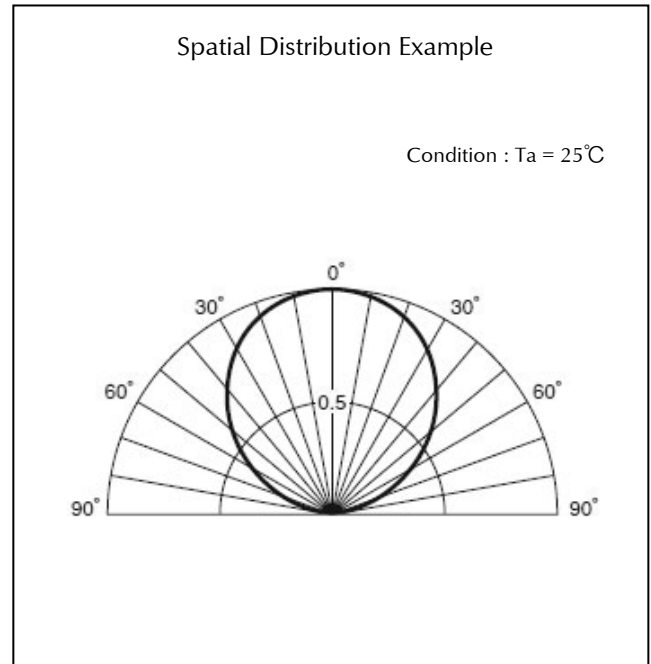 Spatial Distribution Example
Condition : Ta = 25℃
0°
30° 30°
60° 60°
0.5
90° 90°